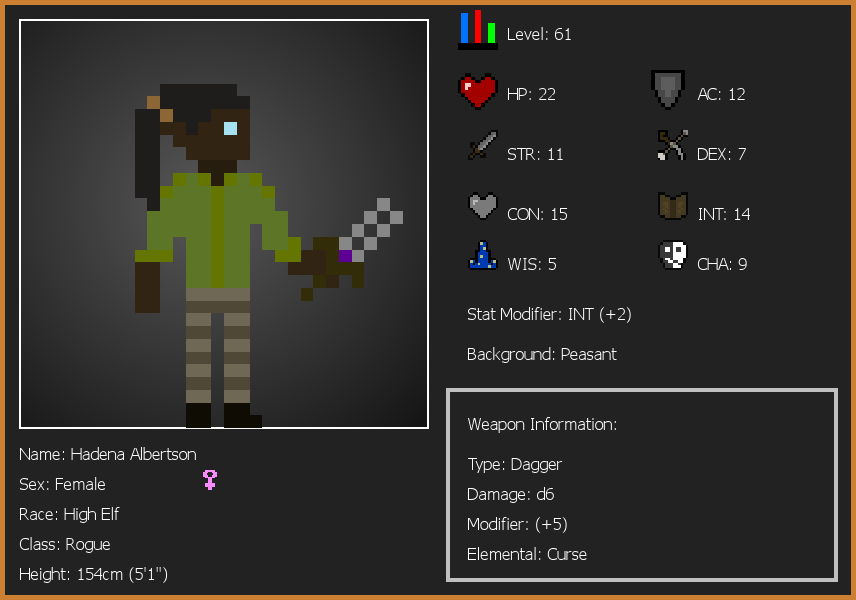 Level: 61
HP: 22
AC: 12
STR: 11
DEX: 7
CON: 15
INT: 14
WIS: 5
CHA: 9
Stat Modifier: INT (+2)
Background: Peasant
Weapon Information:
Type: Dagger
Damage: d6
Modifier: (+5)
Elemental: Curse
Name: Hadena Albertson
Sex: Female
Race: High Elf
Class: Rogue
Height: 154cm (5'1")